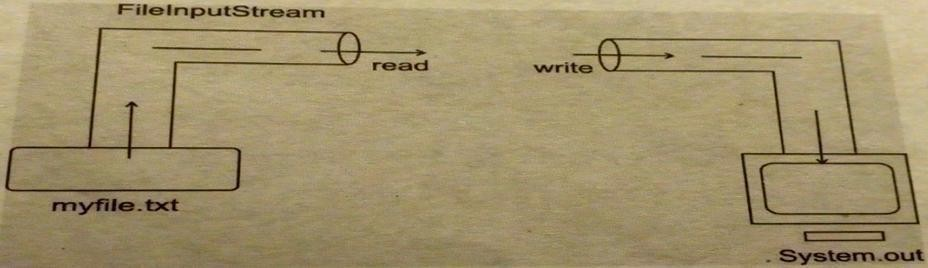 FileInputStream
read
write
myfile.txt
System.out